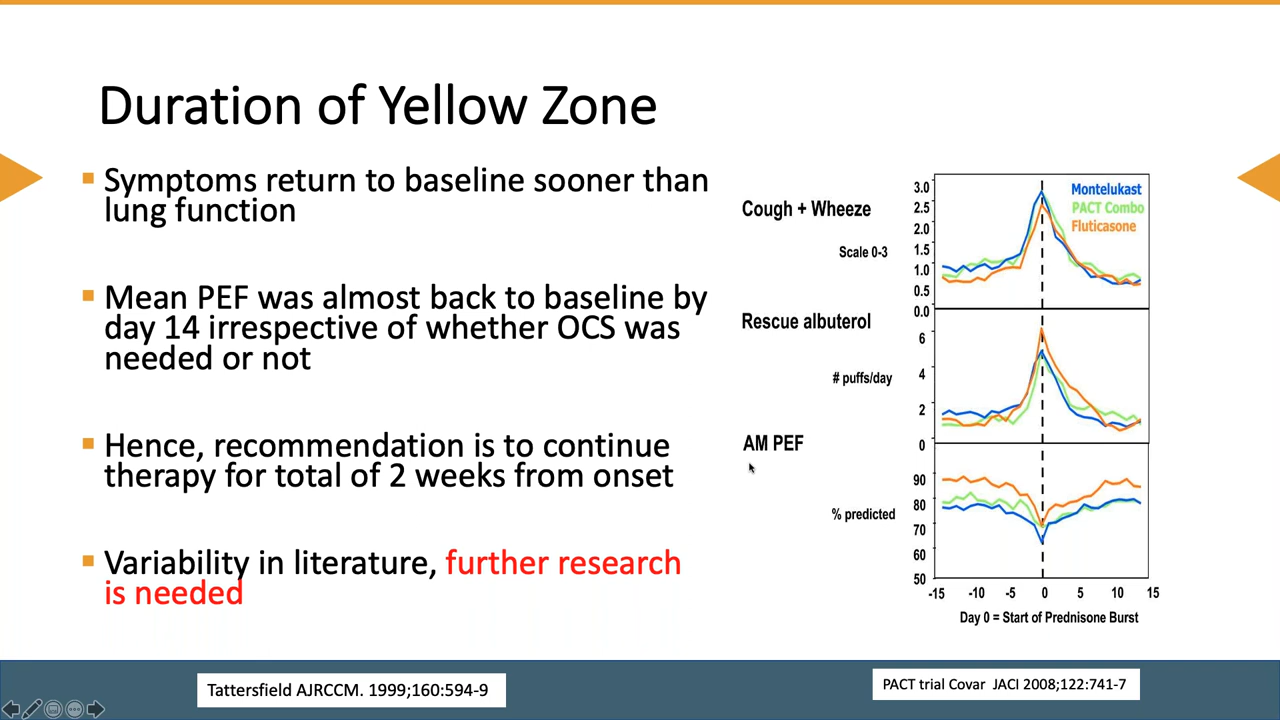 Duration of Yellow Zone
Symptoms return to baseline sooner than
lung function
Mean PEF was almost back to baseline by
day 14 irrespective of whether OCS was
needed or not
Hence, recommendation is to continue
therapy for total of 2 weeks from onset
Variability in literature, further research
is needed
Cough + Wheeze
Scale 0-3
3.0
2.5
2.0
1.5
1.0
0.5
0.0
Montelukast
PACT Combo
Fluticasone
Rescue albuterol
# puffs/day
6
4
2
0
AM PEF
% predicted
90
80
70
60
50
-15 -10 -5 0 5 10 15
Day 0 = Start of Prednisone Burst
Tattersfield AJRCCM. 1999;160:594-9
PACT trial Covar JACI 2008;122:741-7